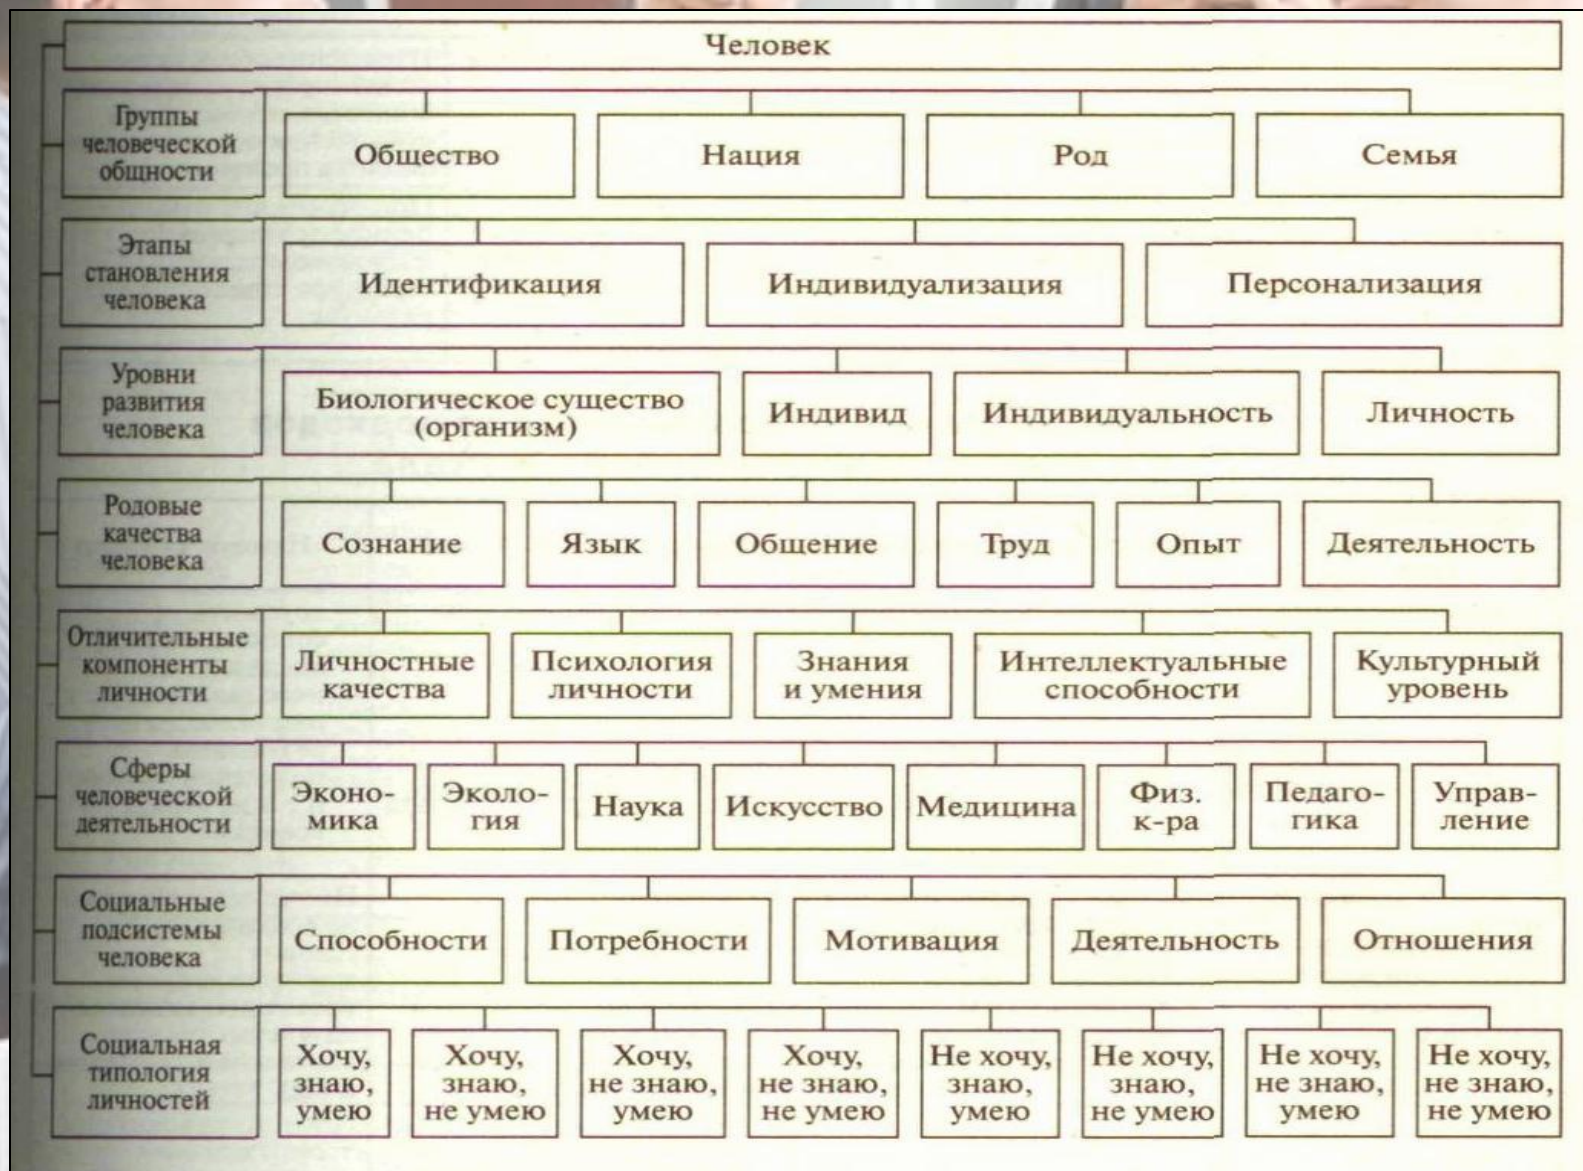 Человек
Группы
человеческой
общности
Общество
Нация
Род
Семья
Этапы
становления
человека
Идентификация
Индивидуализация
Персонализация
Уровни
развития
человека
Биологическое существо
(организм)
Индивид
Индивидуальность
Личность
Родовые
качества
человека
Сознание
Язык
Общение
Труд
Опыт
Деятельность
Отличительные
компоненты
личности
Личностные
качества
Психология
личности
Знания
и умения
Интеллектуальные
способности
Культурный
уровень
Сферы
человеческой
деятельности
Эконо-
мика
Эколо-
гия
Наука
Искусство
Медицина
Физ.
к-ра
Педаго-
гика
Управ-
ление
Социальные
подсистемы
человека
Способности
Потребности
Мотивация
Деятельность
Отношения
Социальная
типология
личностей
Хочу,
знаю,
умею
Хочу,
знаю,
не умею
Хочу,
не знаю,
умею
Хочу,
не знаю,
не умею
Не хочу,
знаю,
умею
Не хочу,
знаю,
не умею
Не хочу,
не знаю,
умею
Не хочу,
не знаю,
не умею